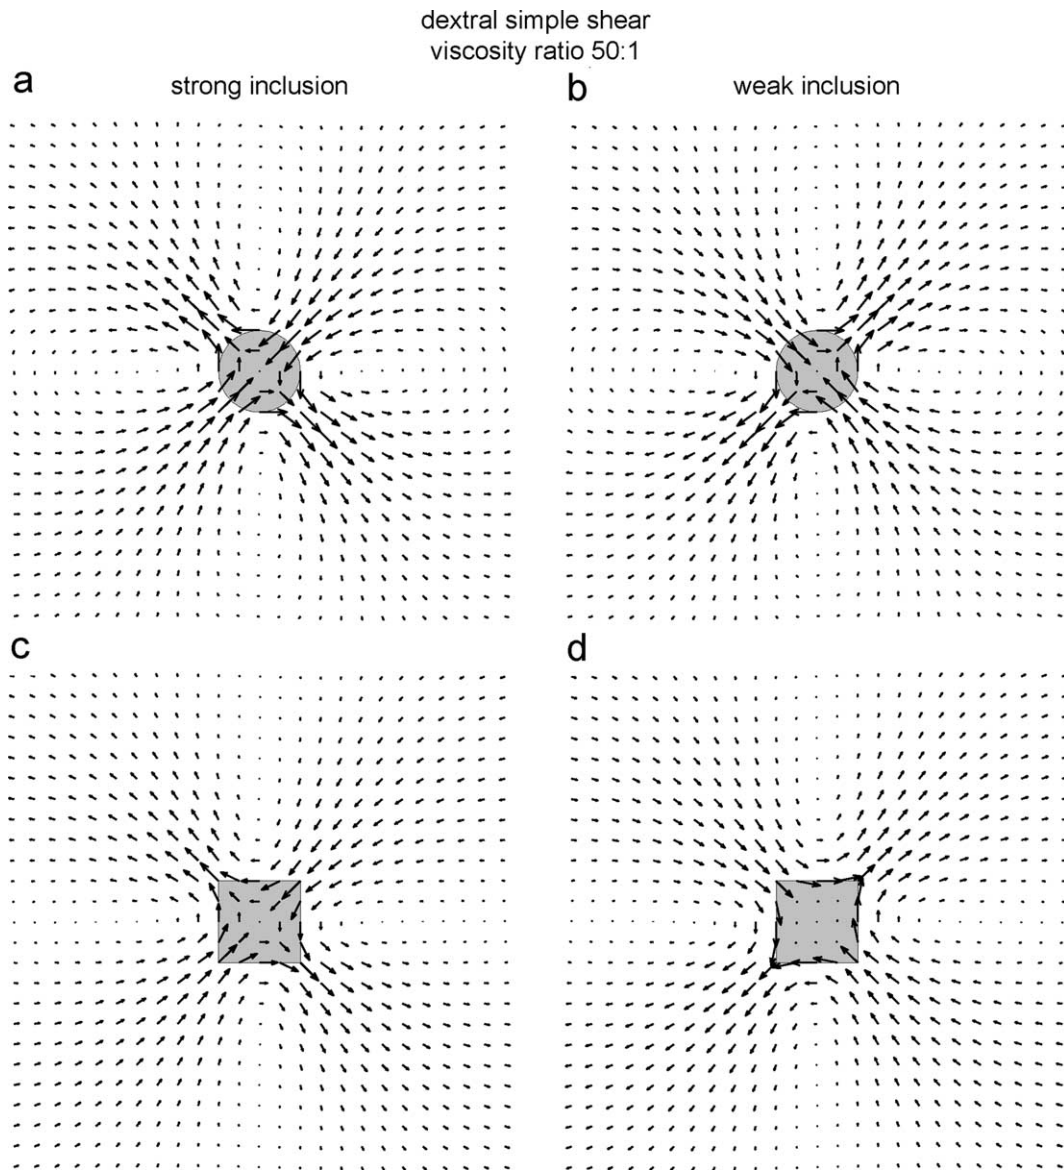 dextral simple shear
viscosity ratio 50:1
a
strong inclusion
b
weak inclusion
c
d